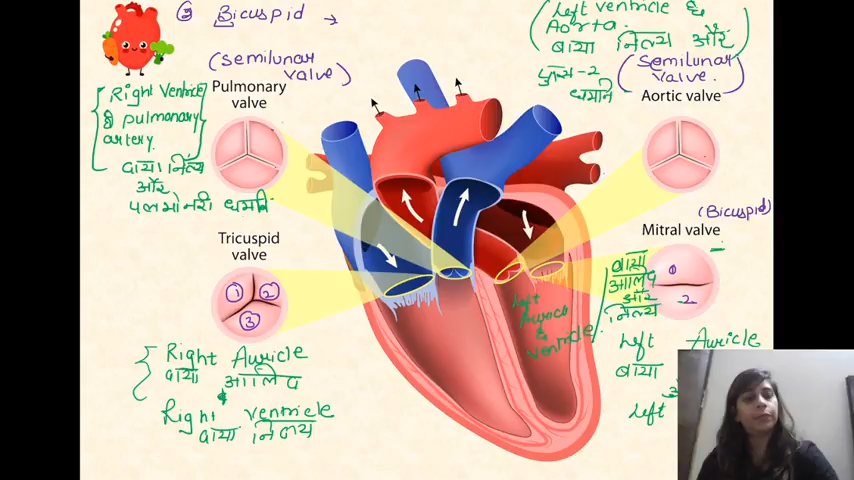 ③ Bicuspid →
(semilunar
valve)
Pulmonary
valve
Right Ventricle
& pulmonary
artery.
दाया निलय
और
पलमोनरी धमनि
Tricuspid
valve
① ② ③
Right Auricle
दाया आलिंद
&
Right ventricle
दाया निलय
Left ventricle &
Aorta.
बाया निलय और
धमनि
(Semilunar
valve.)
Aortic valve
(Bicuspid)
Mitral valve
①
2
बाया
आलिंद
और
निलय
Left
Auricle
&
ventricle
Left Auricle
बाया
Left